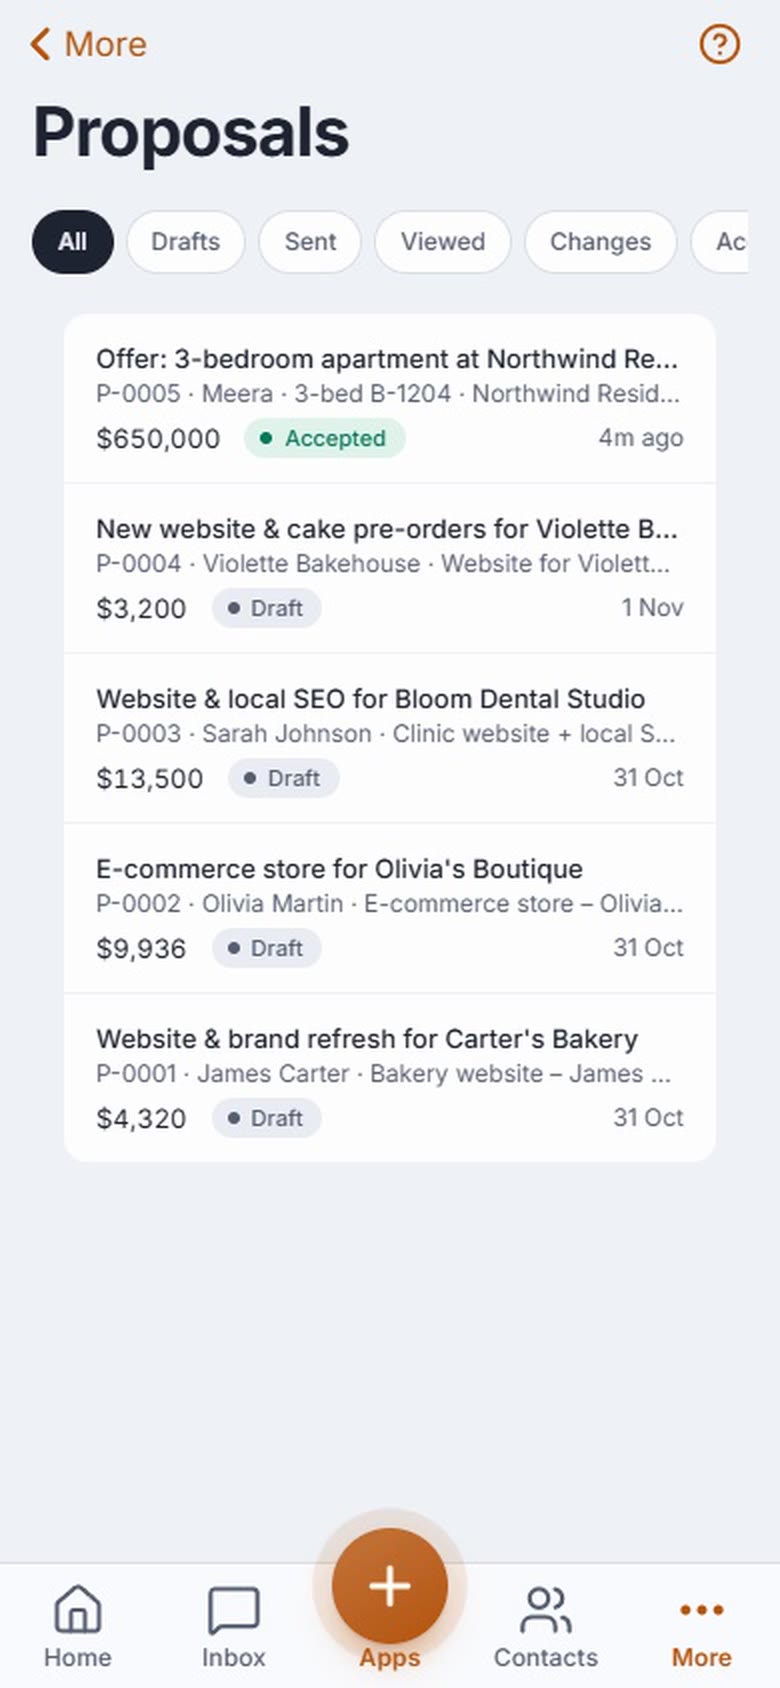 More
Proposals
All Drafts Sent Viewed Changes Ac
Offer: 3-bedroom apartment at Northwind Re...
P-0005 · Meera · 3-bed B-1204 · Northwind Resid...
$650,000 Accepted 4m ago
New website & cake pre-orders for Violette B...
P-0004 · Violette Bakehouse · Website for Violett...
$3,200 Draft 1 Nov
Website & local SEO for Bloom Dental Studio
P-0003 · Sarah Johnson · Clinic website + local S...
$13,500 Draft 31 Oct
E-commerce store for Olivia's Boutique
P-0002 · Olivia Martin · E-commerce store – Olivia...
$9,936 Draft 31 Oct
Website & brand refresh for Carter's Bakery
P-0001 · James Carter · Bakery website – James ...
$4,320 Draft 31 Oct
Home Inbox Apps Contacts More